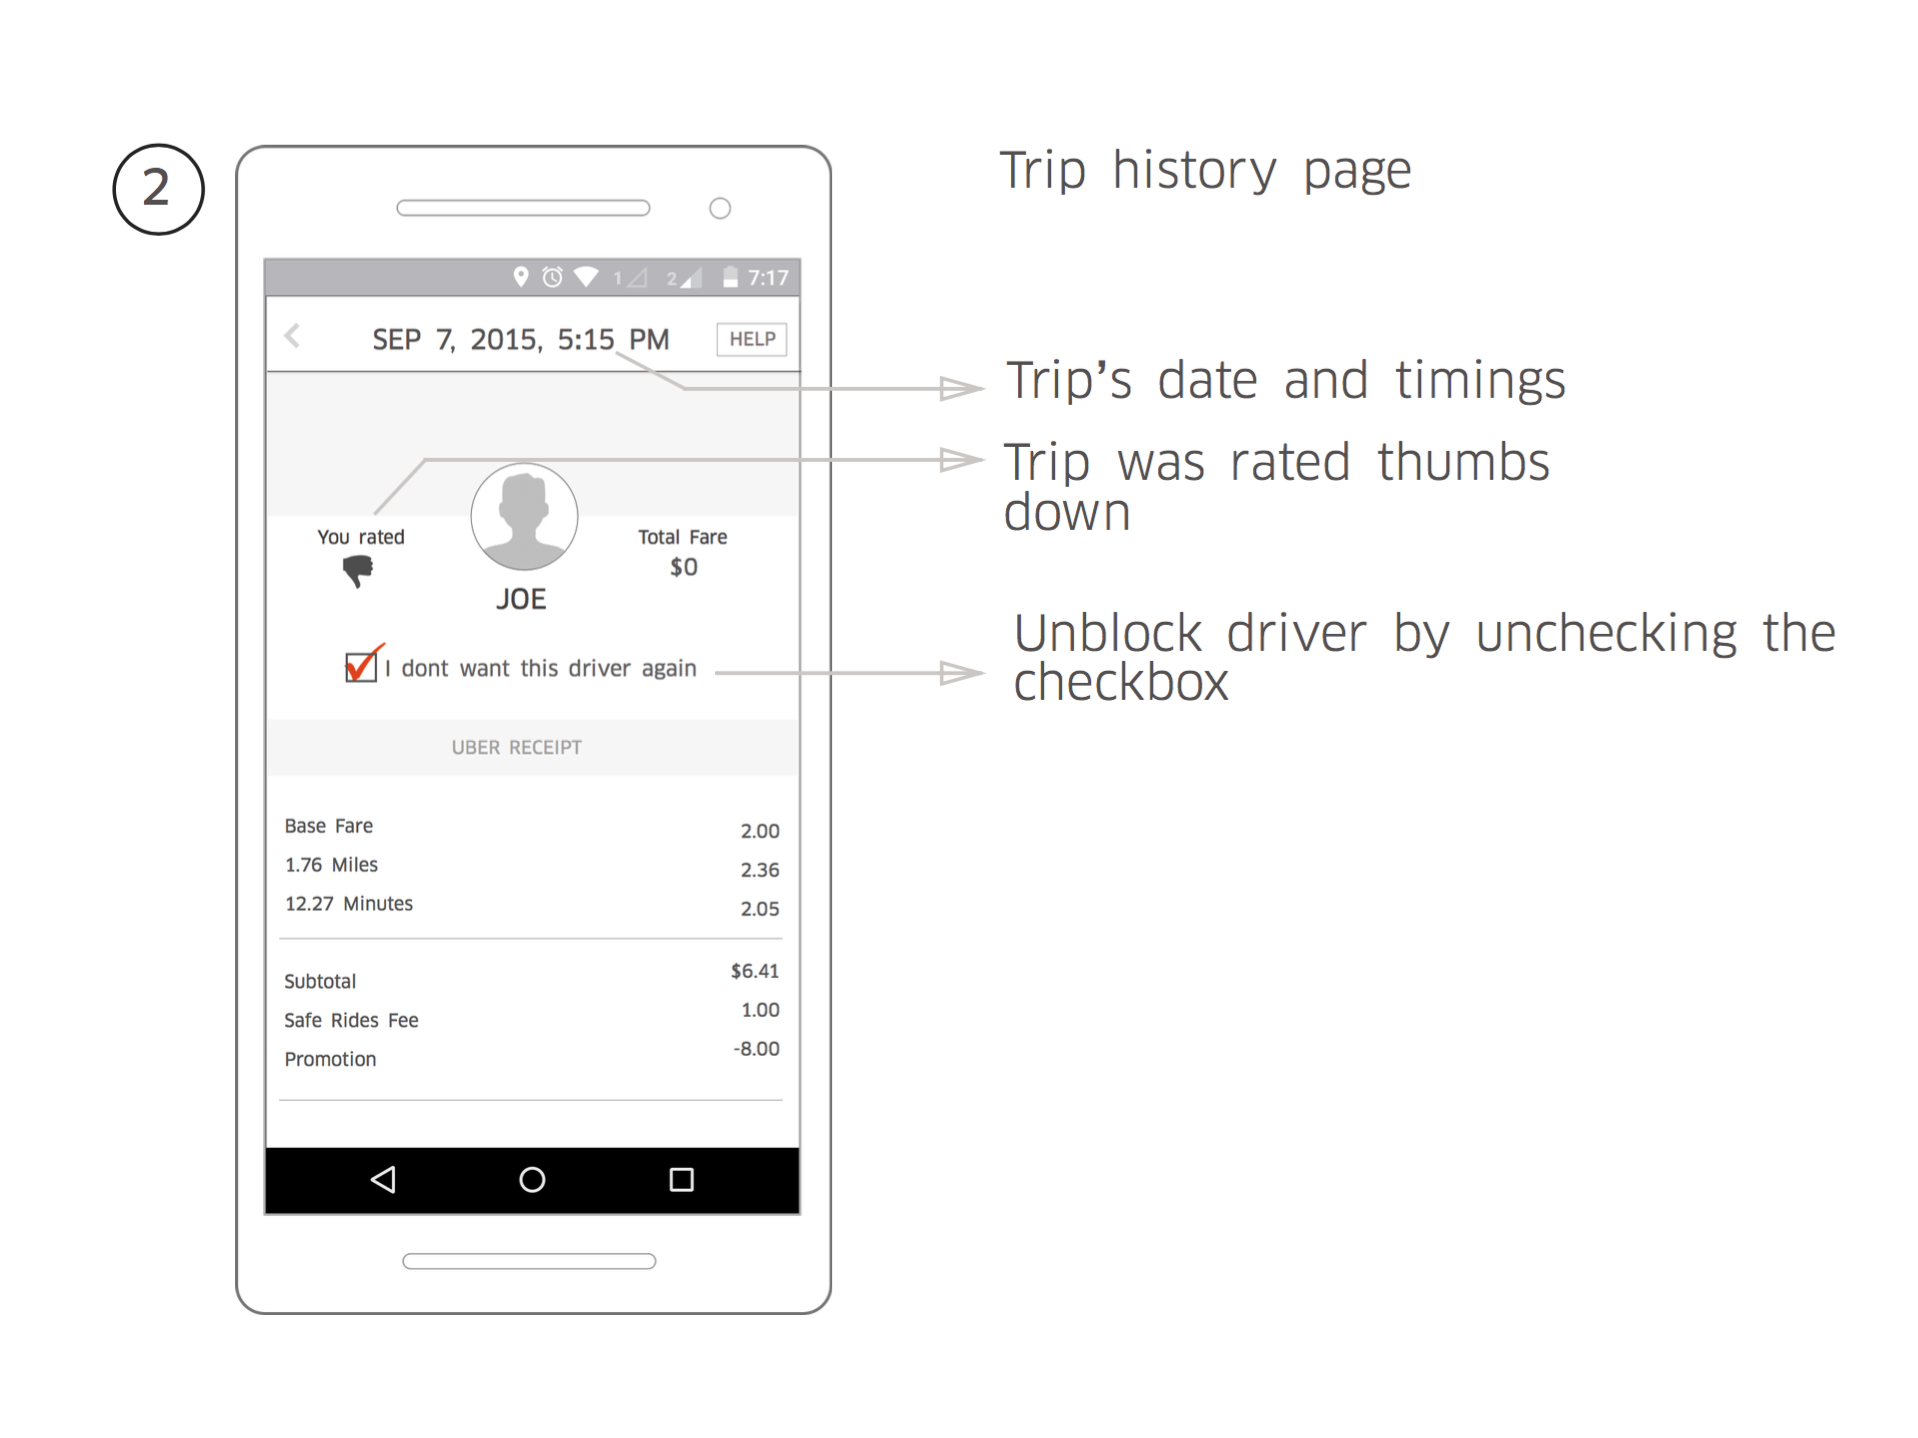 2
Trip history page
1 2 7:17
SEP 7, 2015, 5:15 PM
HELP
Trip's date and timings
Trip was rated thumbs
down
You rated
Total Fare
$0
JOE
Unblock driver by unchecking the
checkbox
I dont want this driver again
UBER RECEIPT
Base Fare 2.00
1.76 Miles 2.36
12.27 Minutes 2.05
Subtotal $6.41
Safe Rides Fee 1.00
Promotion -8.00